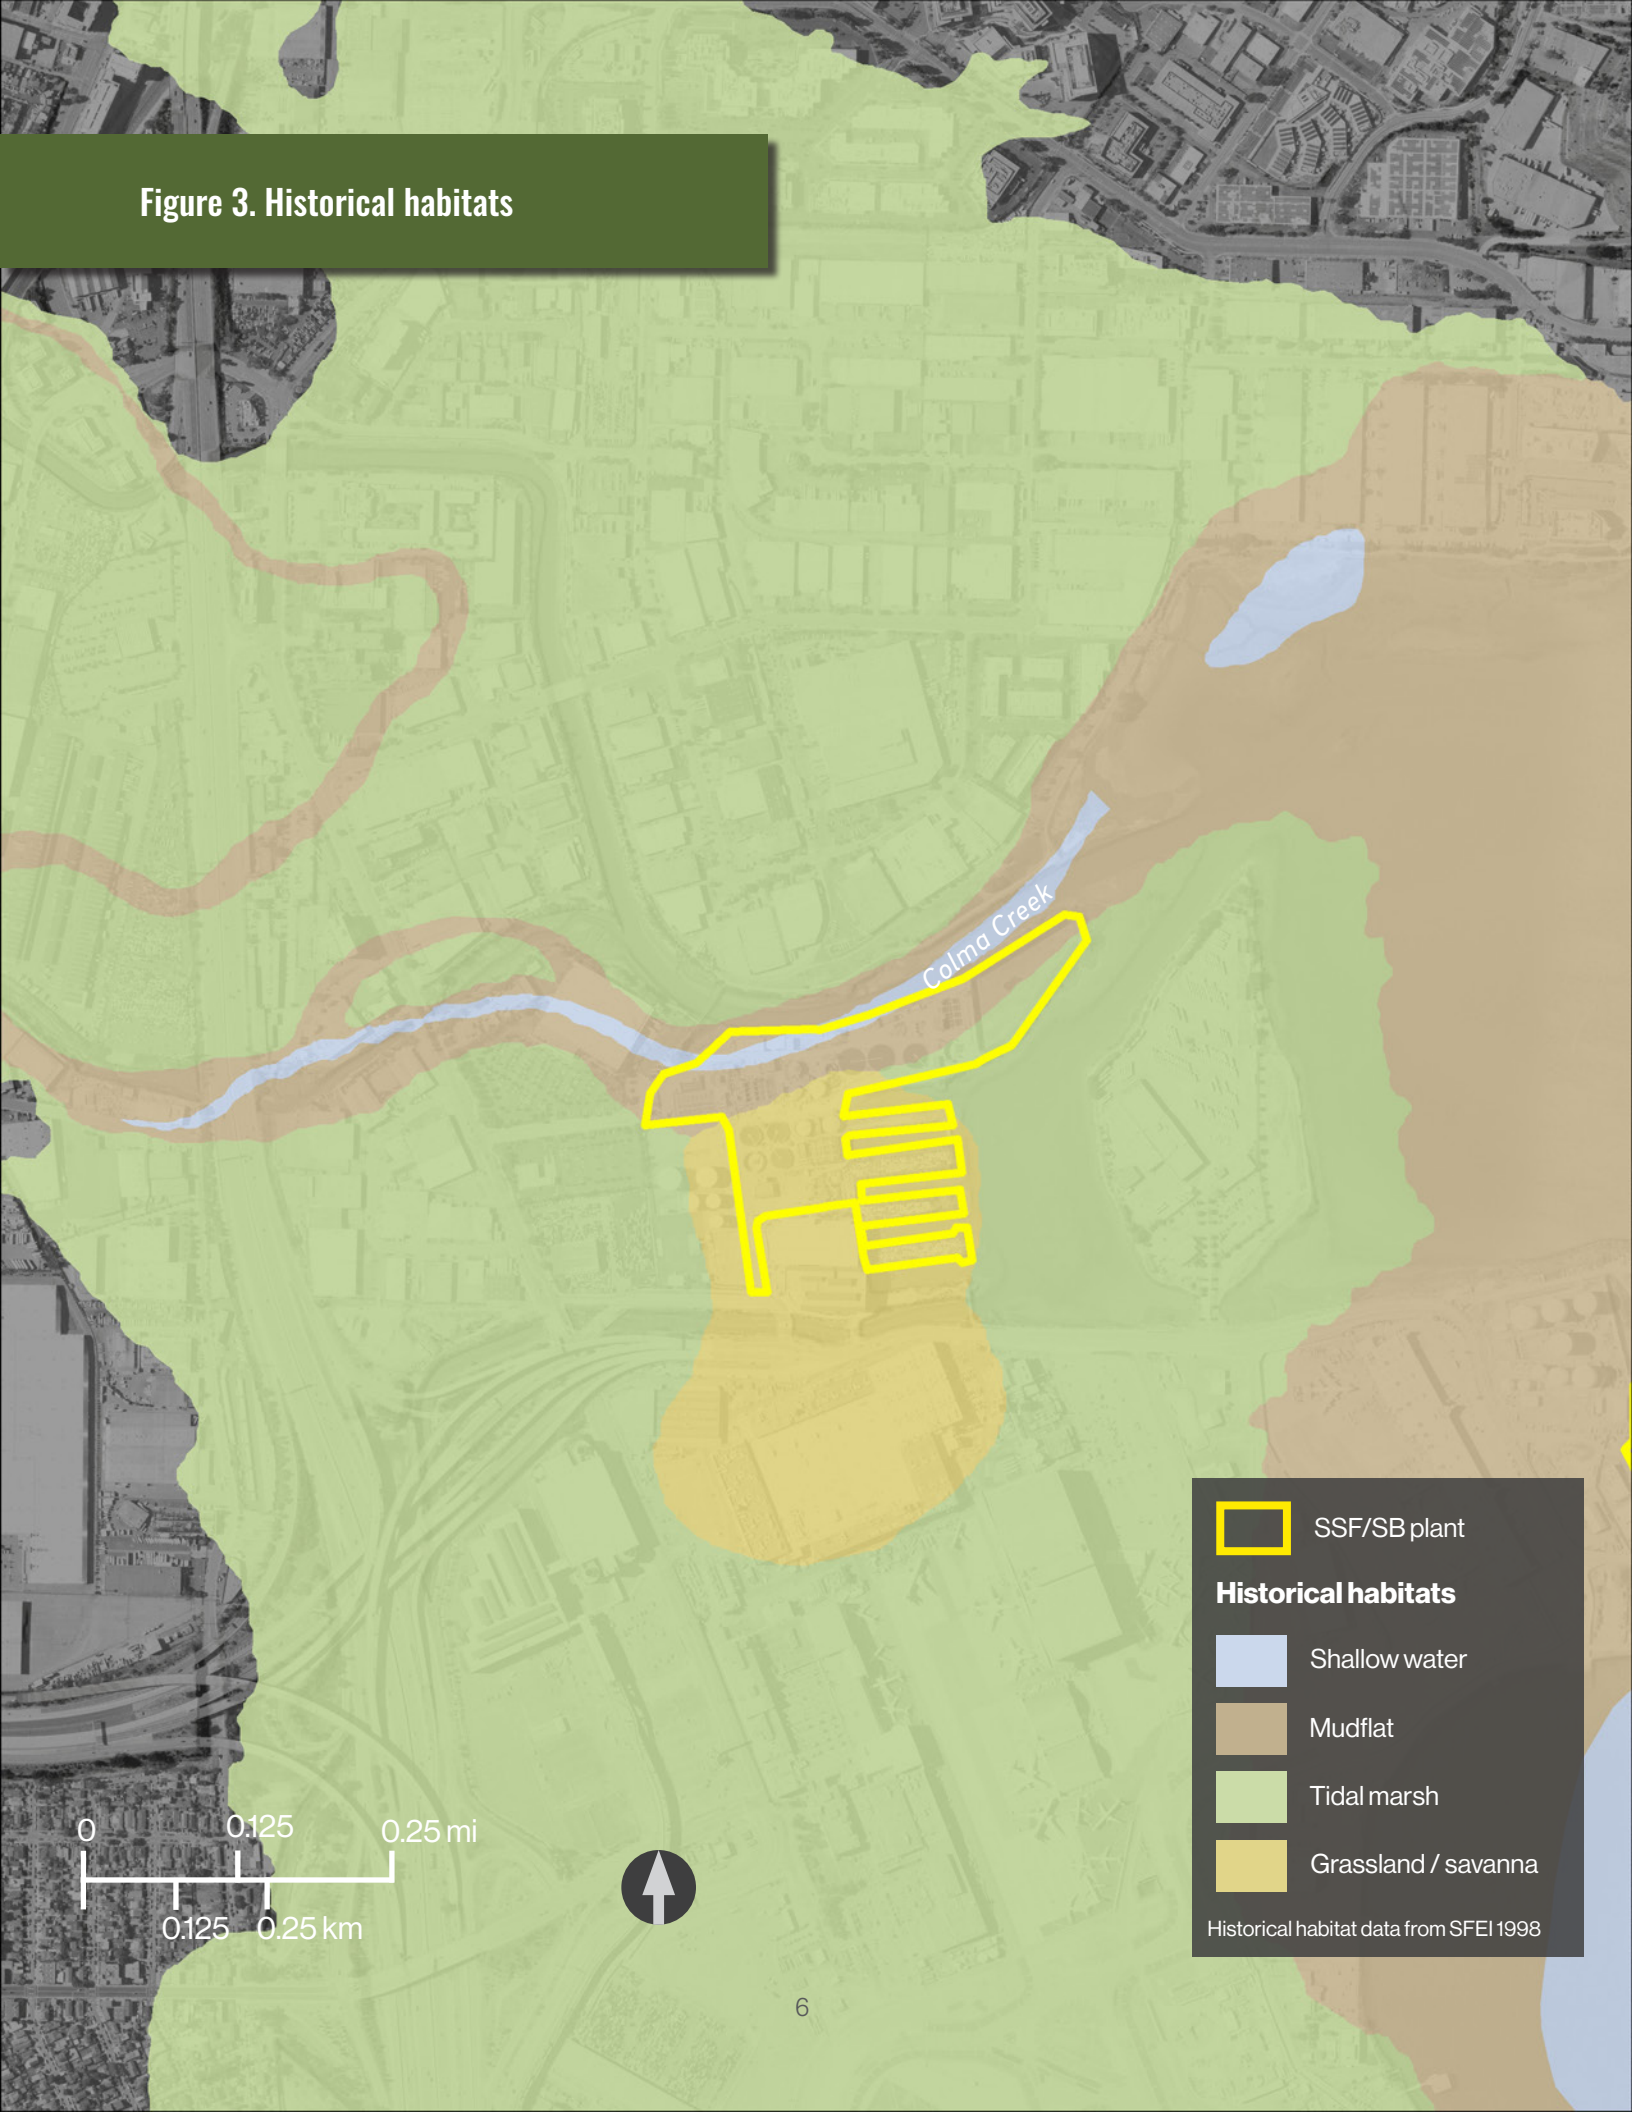 Figure 3. Historical habitats
Colma Creek
SSF/SB plant
Historical habitats
Shallow water
Mudflat
Tidal marsh
Grassland / savanna
Historical habitat data from SFEI 1998
0 0.125 0.25 mi
0.125 0.25 km
6